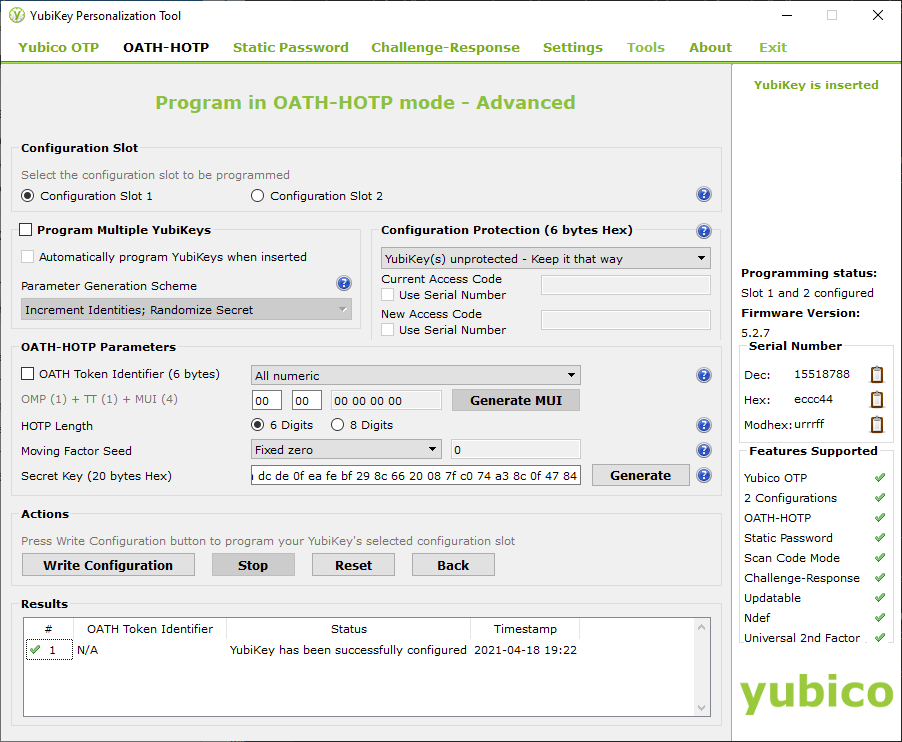 YubiKey Personalization Tool
Yubico OTP OATH-HOTP Static Password Challenge-Response Settings Tools About Exit
Program in OATH-HOTP mode - Advanced
YubiKey is inserted
Configuration Slot
Select the configuration slot to be programmed
Configuration Slot 1 Configuration Slot 2 ?
Program Multiple YubiKeys
Automatically program YubiKeys when inserted
Parameter Generation Scheme ?
Increment Identities; Randomize Secret
Configuration Protection (6 bytes Hex) ?
YubiKey(s) unprotected - Keep it that way
Current Access Code
Use Serial Number
New Access Code
Use Serial Number
OATH-HOTP Parameters
OATH Token Identifier (6 bytes) All numeric ?
OMP (1) + TT (1) + MUI (4) 00 00 00 00 00 00 Generate MUI
HOTP Length 6 Digits 8 Digits ?
Moving Factor Seed Fixed zero 0 ?
Secret Key (20 bytes Hex) dc de 0f ea fe bf 29 8c 66 20 08 7f c0 74 a3 8c 0f 47 84 Generate ?
Actions
Press Write Configuration button to program your YubiKey's selected configuration slot
Write Configuration Stop Reset Back
Results
# OATH Token Identifier Status Timestamp
1 N/A YubiKey has been successfully configured 2021-04-18 19:22
Programming status:
Slot 1 and 2 configured
Firmware Version:
5.2.7
Serial Number
Dec: 15518788
Hex: eccc44
Modhex: urrrff
Features Supported
Yubico OTP
2 Configurations
OATH-HOTP
Static Password
Scan Code Mode
Challenge-Response
Updatable
Ndef
Universal 2nd Factor
yubico